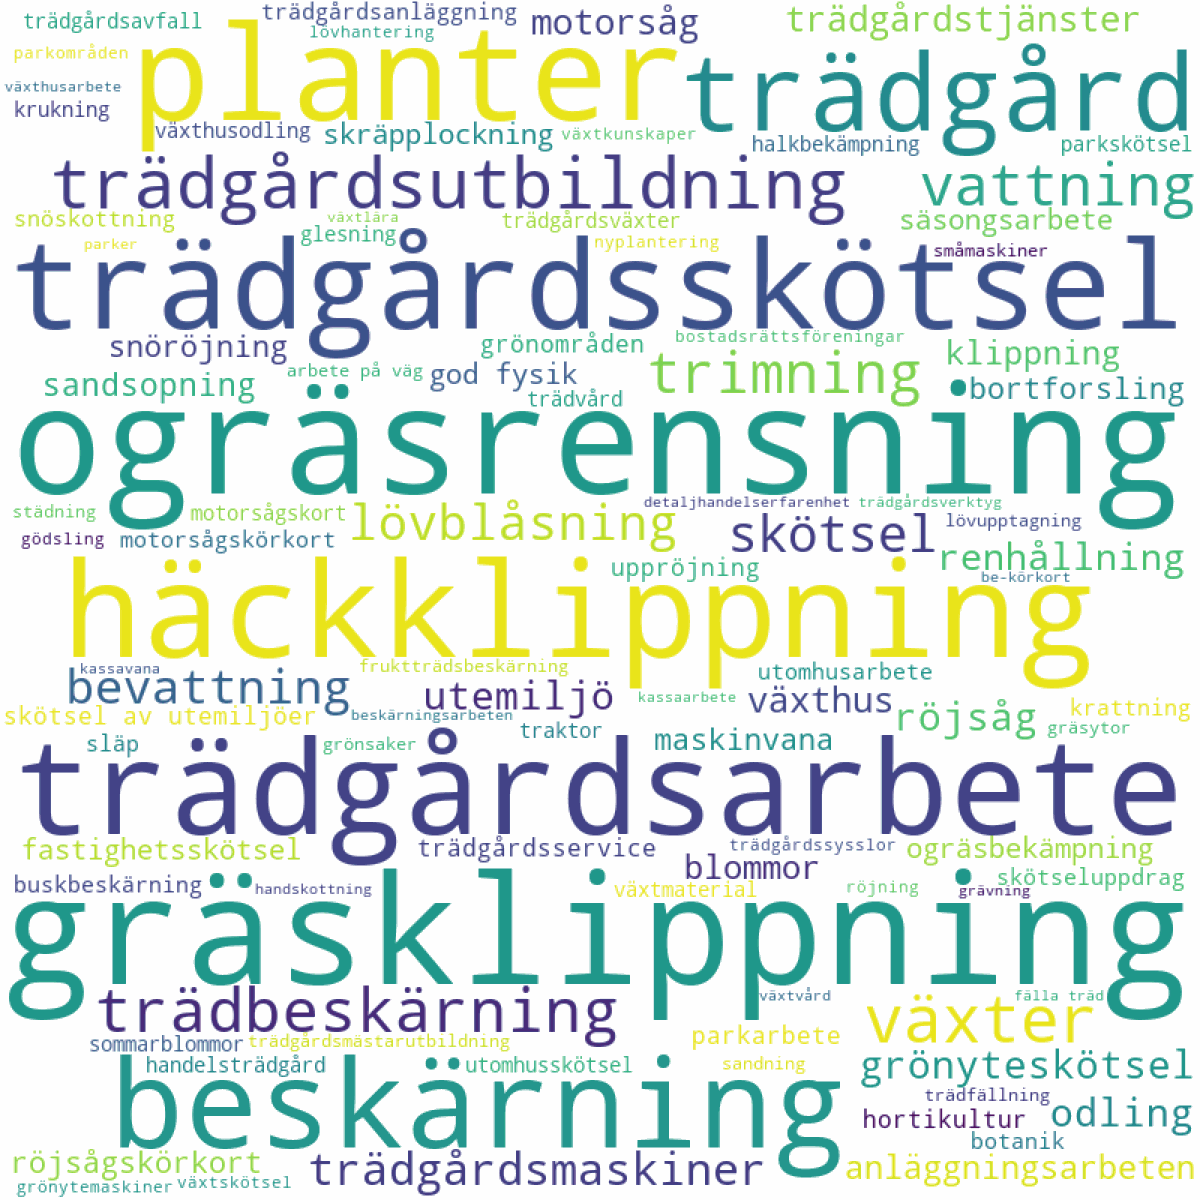 trädgårdsavfall
trädgårdsanläggning
motorsåg
trädgårdstjänster
lövhantering
planter
parkområden
trädgård
växthusarbete
krukning
växthusodling
skräpplockning
växtkunskaper
halkbekämpning
parkskötsel
trädgårdsutbildning
vattning
snöskottning
växtlära
trädgårdsväxter
säsongsarbete
glesning
parker
nyplantering
småmaskiner
trädgårdsskötsel
snöröjning
grönområden
bostadsrättsföreningar
klippning
arbete på väg
god fysik
trimning
sandsopning
trädvård
bortforsling
ogräsrensning
detaljhandelserfarenhet
trädgårdsverktyg
städning
motorsågskort
lövblåsning
skötsel
lövupptagning
gödsling
motorsågskörkort
renhållning
uppröjning
be-körkort
häckklippning
kassavana
fruktträdsbeskärning
utomhusarbete
bevattning
utemiljö
kassaarbete
växthus
krattning
skötsel av utemiljöer
beskärningsarbeten
röjsåg
gräsytor
släp
grönsaker
traktor
maskinvana
trädgårdsarbete
fastighetsskötsel
trädgårdsservice
trädgårdssysslor
ogräsbekämpning
blommor
buskbeskärning
handskottning
växtmaterial
röjning
grävning
skötseluppdrag
gräsklippning
trädbeskärning
växtvård
fälla träd
växter
sommarblommor
trädgårdsmästarutbildning
parkarbete
handelsträdgård
utomhusskötsel
sandning
grönyteskötsel
beskärning
trädfällning
hortikultur
odling
botanik
röjsågskörkort
trädgårdsmaskiner
anläggningsarbeten
grönytemaskiner
växtskötsel